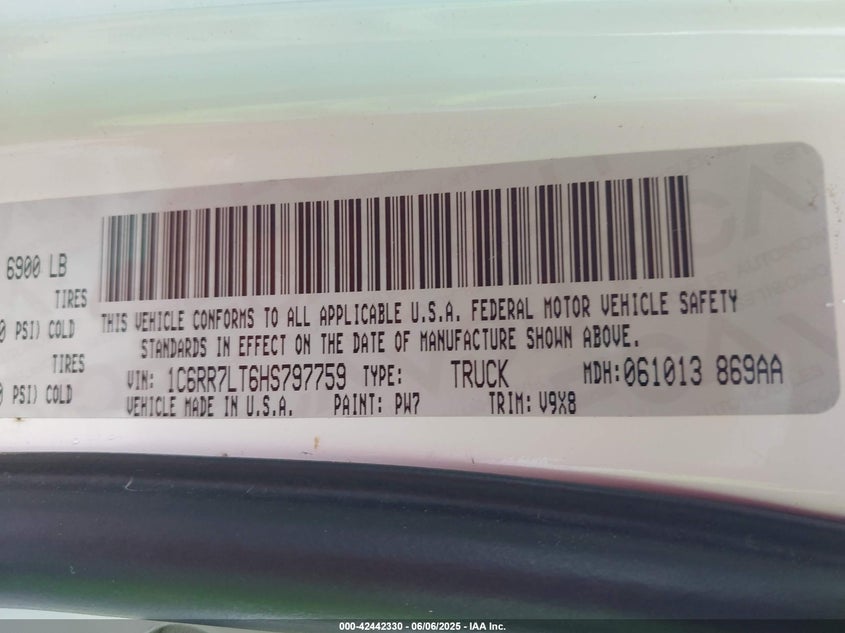 6900 LB
TIRES
0 PSI) COLD
TIRES
0 PSI) COLD
THIS VEHICLE CONFORMS TO ALL APPLICABLE U.S.A. FEDERAL MOTOR VEHICLE SAFETY
STANDARDS IN EFFECT ON THE DATE OF MANUFACTURE SHOWN ABOVE.
VIN: 1C6RR7LT6HS797759 TYPE: TRUCK MDH:061013 869AA
VEHICLE MADE IN U.S.A. PAINT: PW7 TRIM: V9X8
000-42442330 - 06/06/2025 - IAA Inc.